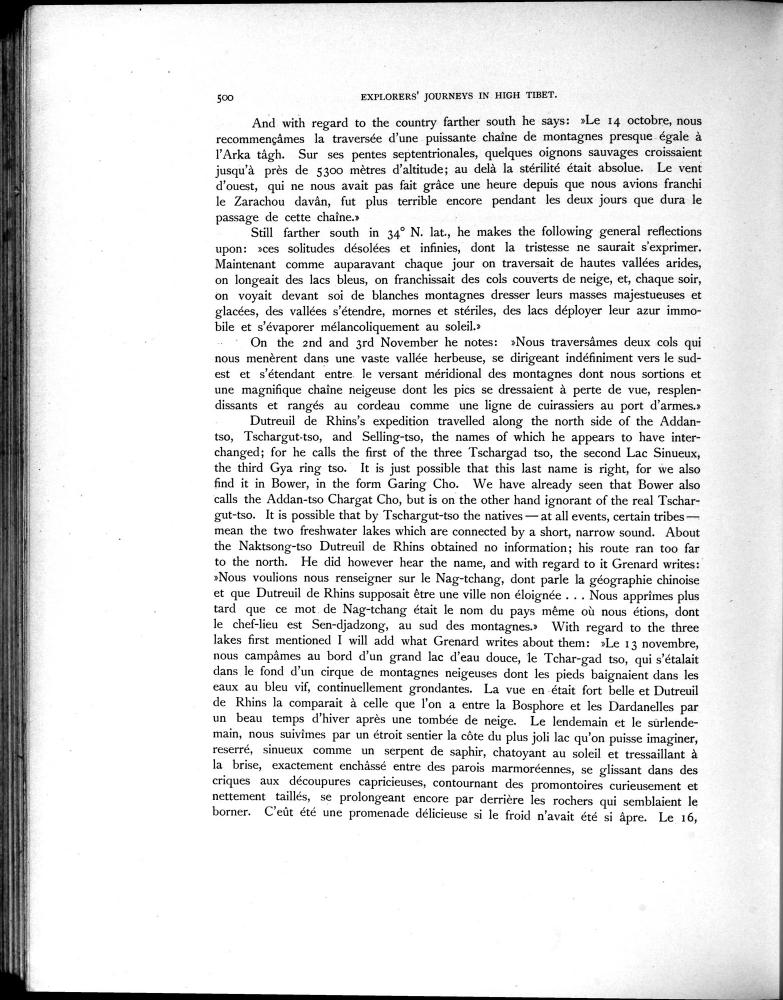 500 EXPLORERS' JOURNEYS IN HIGH TIBET.
And with regard to the country farther south he says: »Le 14 octobre, nous
recommençâmes la traversée d'une puissante chaîne de montagnes presque égale à
l'Arka tâgh. Sur ses pentes septentrionales, quelques oignons sauvages croissaient
jusqu'à près de 5300 mètres d'altitude; au delà la stérilité était absolue. Le vent
d'ouest, qui ne nous avait pas fait grâce une heure depuis que nous avions franchi
le Zarachou davân, fut plus terrible encore pendant les deux jours que dura le
passage de cette chaîne.»
Still farther south in 34° N. lat., he makes the following general reflections
upon: »ces solitudes désolées et infinies, dont la tristesse ne saurait s'exprimer.
Maintenant comme auparavant chaque jour on traversait de hautes vallées arides,
on longeait des lacs bleus, on franchissait des cols couverts de neige, et, chaque soir,
on voyait devant soi de blanches montagnes dresser leurs masses majestueuses et
glacées, des vallées s'étendre, mornes et stériles, des lacs déployer leur azur immo-
bile et s'évaporer mélancoliquement au soleil.»
On the 2nd and 3rd November he notes: »Nous traversâmes deux cols qui
nous menèrent dans une vaste vallée herbeuse, se dirigeant indéfiniment vers le sud-
est et s'étendant entre le versant méridional des montagnes dont nous sortions et
une magnifique chaîne neigeuse dont les pics se dressaient à perte de vue, resplen-
dissants et rangés au cordeau comme une ligne de cuirassiers au port d'armes.»
Dutreuil de Rhins's expedition travelled along the north side of the Addan-
tso, Tschargut-tso, and Selling-tso, the names of which he appears to have inter-
changed; for he calls the first of the three Tschargad tso, the second Lac Sinueux,
the third Gya ring tso. It is just possible that this last name is right, for we also
find it in Bower, in the form Garing Cho. We have already seen that Bower also
calls the Addan-tso Chargat Cho, but is on the other hand ignorant of the real Tschar-
gut-tso. It is possible that by Tschargut-tso the natives — at all events, certain tribes —
mean the two freshwater lakes which are connected by a short, narrow sound. About
the Naktsong-tso Dutreuil de Rhins obtained no information; his route ran too far
to the north. He did however hear the name, and with regard to it Grenard writes:
»Nous voulions nous renseigner sur le Nag-tchang, dont parle la géographie chinoise
et que Dutreuil de Rhins supposait être une ville non éloignée . . . Nous apprîmes plus
tard que ce mot de Nag-tchang était le nom du pays même où nous étions, dont
le chef-lieu est Sen-djadzong, au sud des montagnes.» With regard to the three
lakes first mentioned I will add what Grenard writes about them: »Le 13 novembre,
nous campâmes au bord d'un grand lac d'eau douce, le Tchar-gad tso, qui s'étalait
dans le fond d'un cirque de montagnes neigeuses dont les pieds baignaient dans les
eaux au bleu vif, continuellement grondantes. La vue en était fort belle et Dutreuil
de Rhins la comparait à celle que l'on a entre la Bosphore et les Dardanelles par
un beau temps d'hiver après une tombée de neige. Le lendemain et le surlende-
main, nous suivîmes par un étroit sentier la côte du plus joli lac qu'on puisse imaginer,
reserré, sinueux comme un serpent de saphir, chatoyant au soleil et tressaillant à
la brise, exactement enchâssé entre des parois marmoréennes, se glissant dans des
criques aux découpures capricieuses, contournant des promontoires curieusement et
nettement taillés, se prolongeant encore par derrière les rochers qui semblaient le
borner. C'eût été une promenade délicieuse si le froid n'avait été si âpre. Le 16,